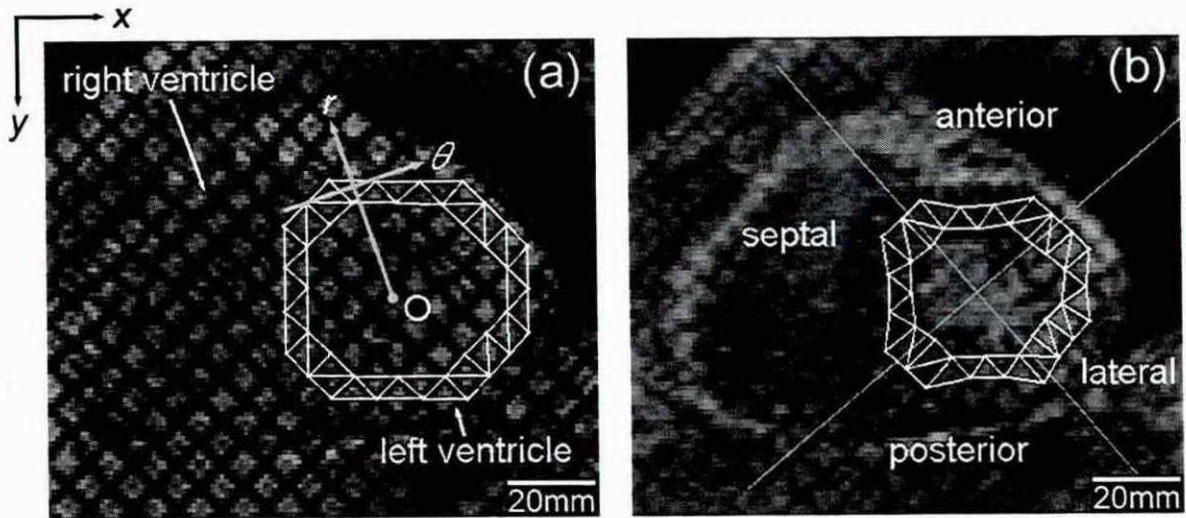 x
y
(a)
right ventricle
r
θ
O
left ventricle
20mm
(b)
anterior
septal
lateral
posterior
20mm